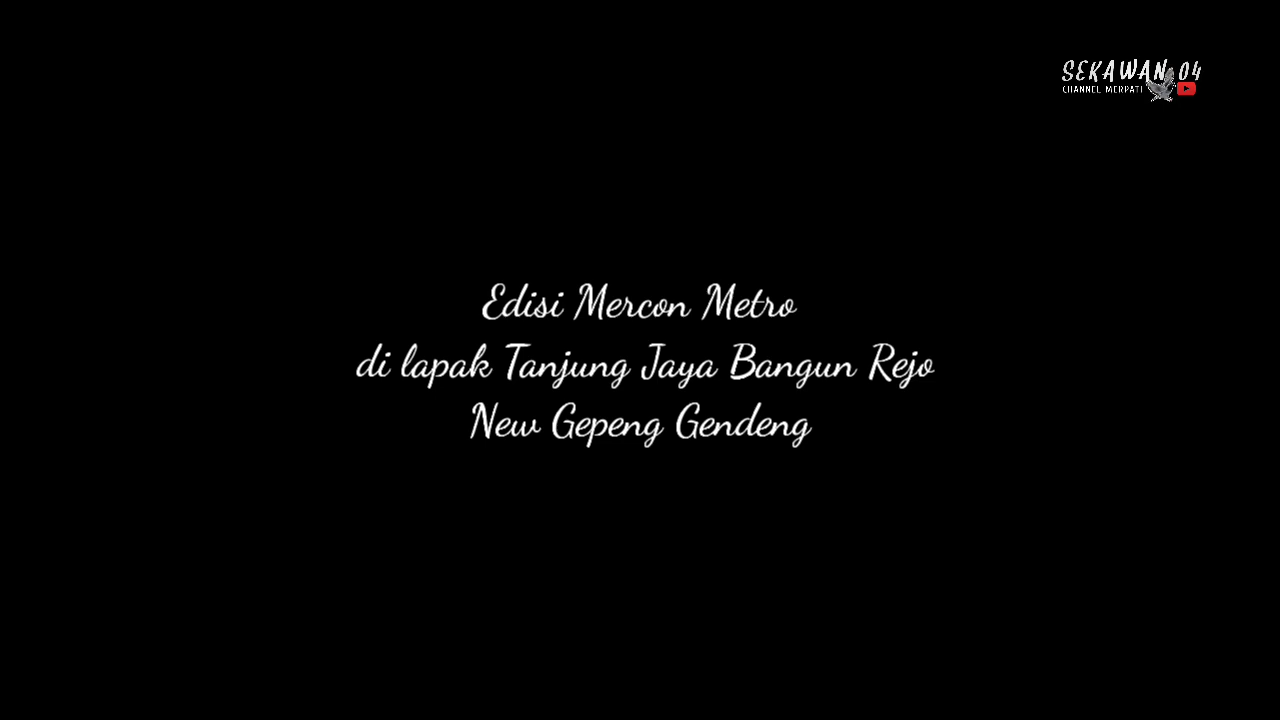 SEKAWAN 04
CHANNEL MERPATI
Edisi Mercon Metro
di lapak Tanjung Jaya Bangun Rejo
New Gepeng Gendeng